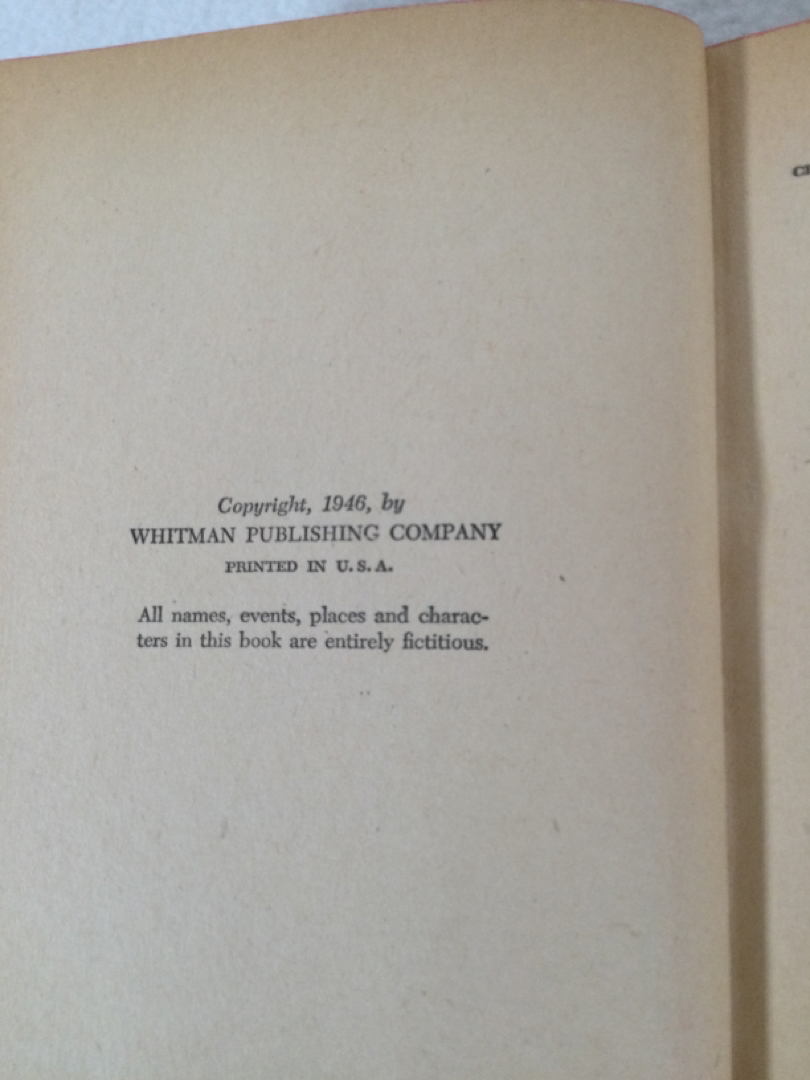 Copyright, 1946, by
WHITMAN PUBLISHING COMPANY
PRINTED IN U. S. A.
All names, events, places and charac-
ters in this book are entirely fictitious.